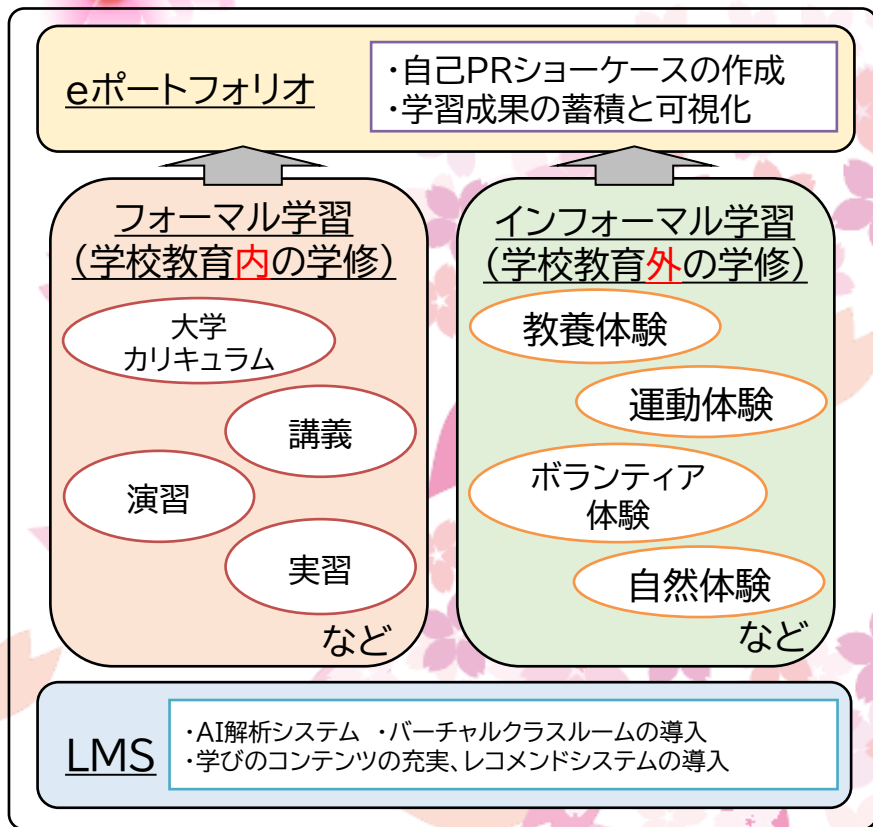 eポートフォリオ
・自己PRショーケースの作成
・学習成果の蓄積と可視化
フォーマル学習
(学校教育内の学修)
大学
カリキュラム
講義
演習
実習
など
インフォーマル学習
(学校教育外の学修)
教養体験
運動体験
ボランティア
体験
自然体験
など
LMS
・AI解析システム ・バーチャルクラスルームの導入
・学びのコンテンツの充実、レコメンドシステムの導入